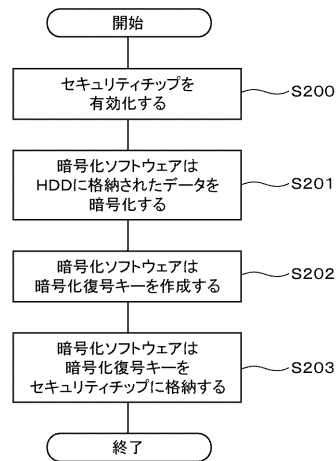 開始
セキュリティチップを
有効化する
S200
暗号化ソフトウェアは
HDDに格納されたデータを
暗号化する
S201
暗号化ソフトウェアは
暗号化復号キーを作成する
S202
暗号化ソフトウェアは
暗号化復号キーを
セキュリティチップに格納する
S203
終了